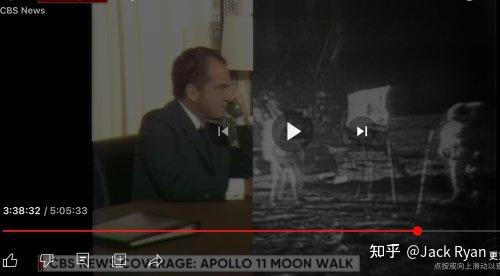 CBS News
3:38:32 / 5:05:33
CBS NEWS COVERAGE: APOLLO 11 MOON WALK
知乎 @Jack Ryan